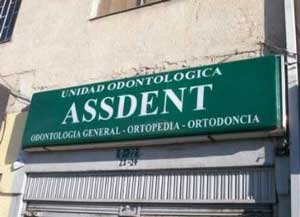 UNIDAD ODONTOLOGICA
ASSDENT
ODONTOLOGIA GENERAL - ORTOPEDIA - ORTODONCIA